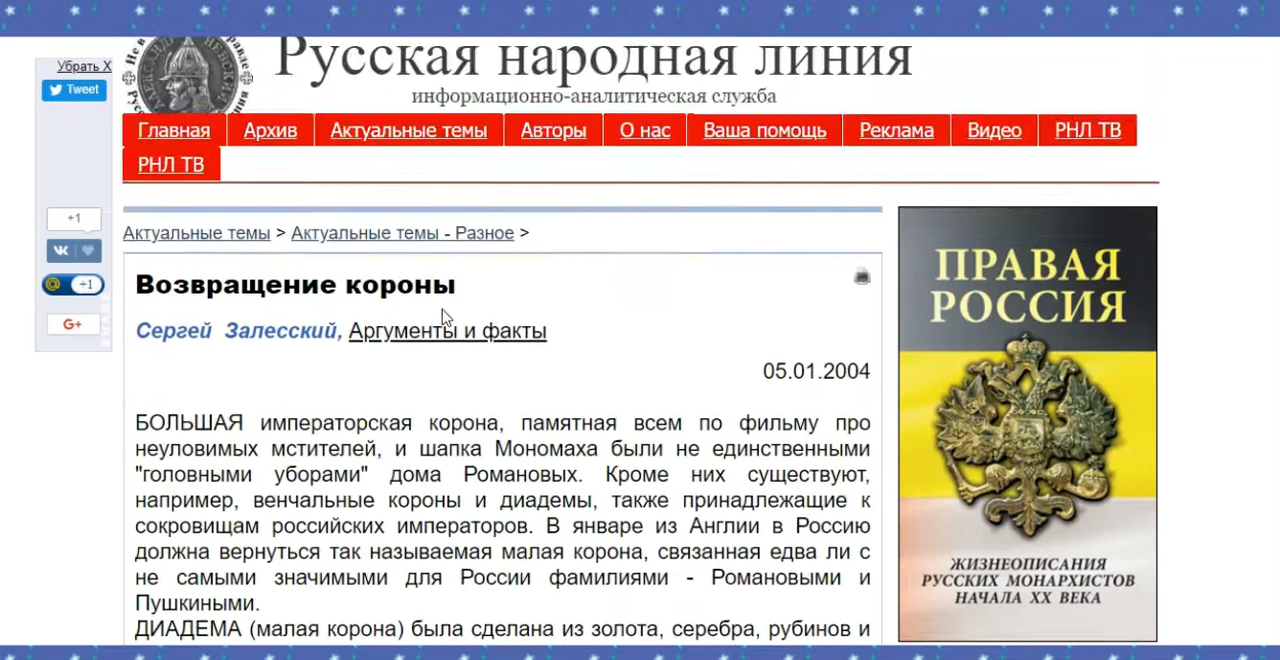 Убрать X
Tweet
+1
+1
G+
Русская народная линия
информационно-аналитическая служба
Главная Архив Актуальные темы Авторы О нас Ваша помощь Реклама Видео РНЛ ТВ
РНЛ ТВ
Актуальные темы > Актуальные темы - Разное >
Возвращение короны
Сергей Залесский, Аргументы и факты
05.01.2004
БОЛЬШАЯ императорская корона, памятная всем по фильму про
неуловимых мстителей, и шапка Мономаха были не единственными
"головными уборами" дома Романовых. Кроме них существуют,
например, венчальные короны и диадемы, также принадлежащие к
сокровищам российских императоров. В январе из Англии в Россию
должна вернуться так называемая малая корона, связанная едва ли с
не самыми значимыми для России фамилиями - Романовыми и
Пушкиными.
ДИАДЕМА (малая корона) была сделана из золота, серебра, рубинов и
ПРАВАЯ
РОССИЯ
ЖИЗНЕОПИСАНИЯ
РУССКИХ МОНАРХИСТОВ
НАЧАЛА XX ВЕКА